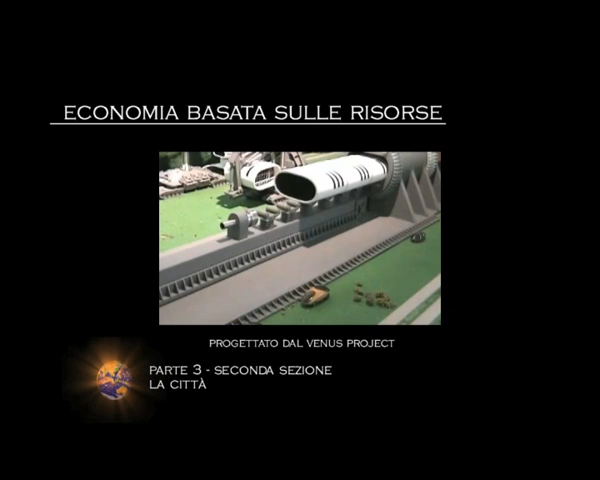 ECONOMIA BASATA SULLE RISORSE
PROGETTATO DAL VENUS PROJECT
PARTE 3 - SECONDA SEZIONE
LA CITTÀ